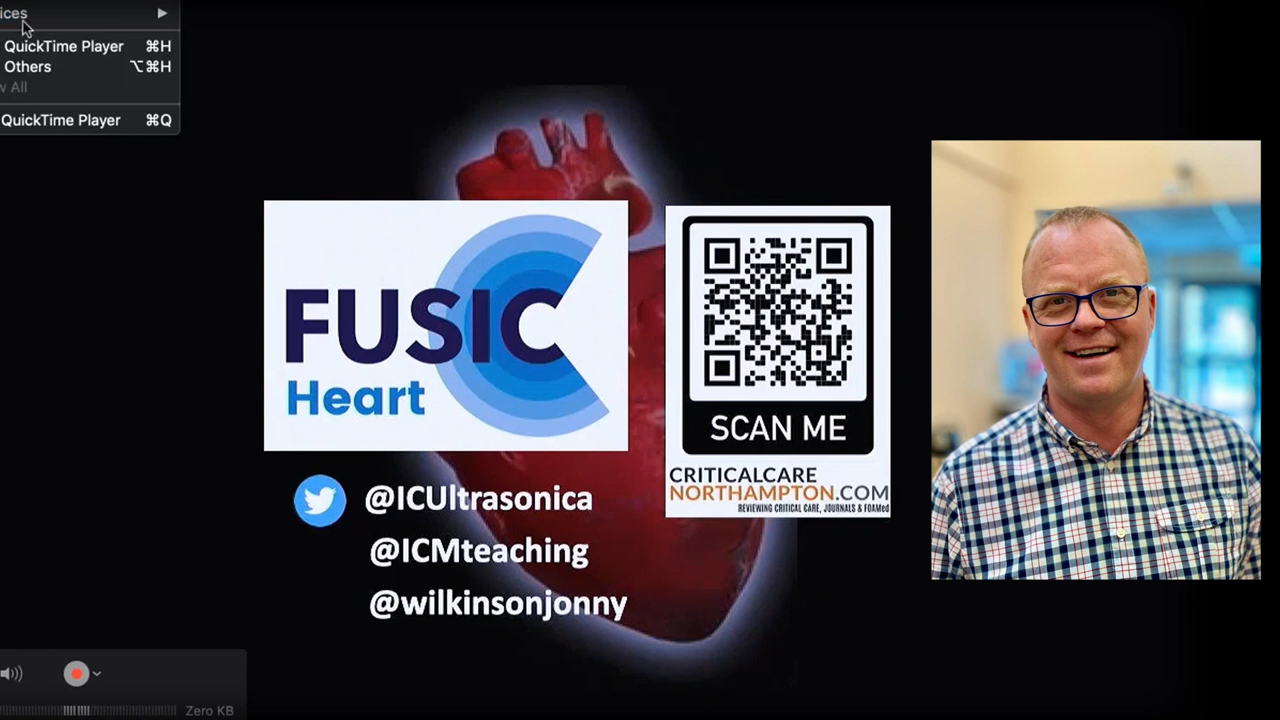 ices ▶
QuickTime Player ⌘H
Others ⌥⌘H
w All
QuickTime Player ⌘Q
FUSIC
Heart
SCAN ME
CRITICALCARE
NORTHAMPTON.COM
REVIEWING CRITICAL CARE, JOURNALS & FOAMed
@ICUltrasonica
@ICMteaching
@wilkinsonjonny
Zero KB